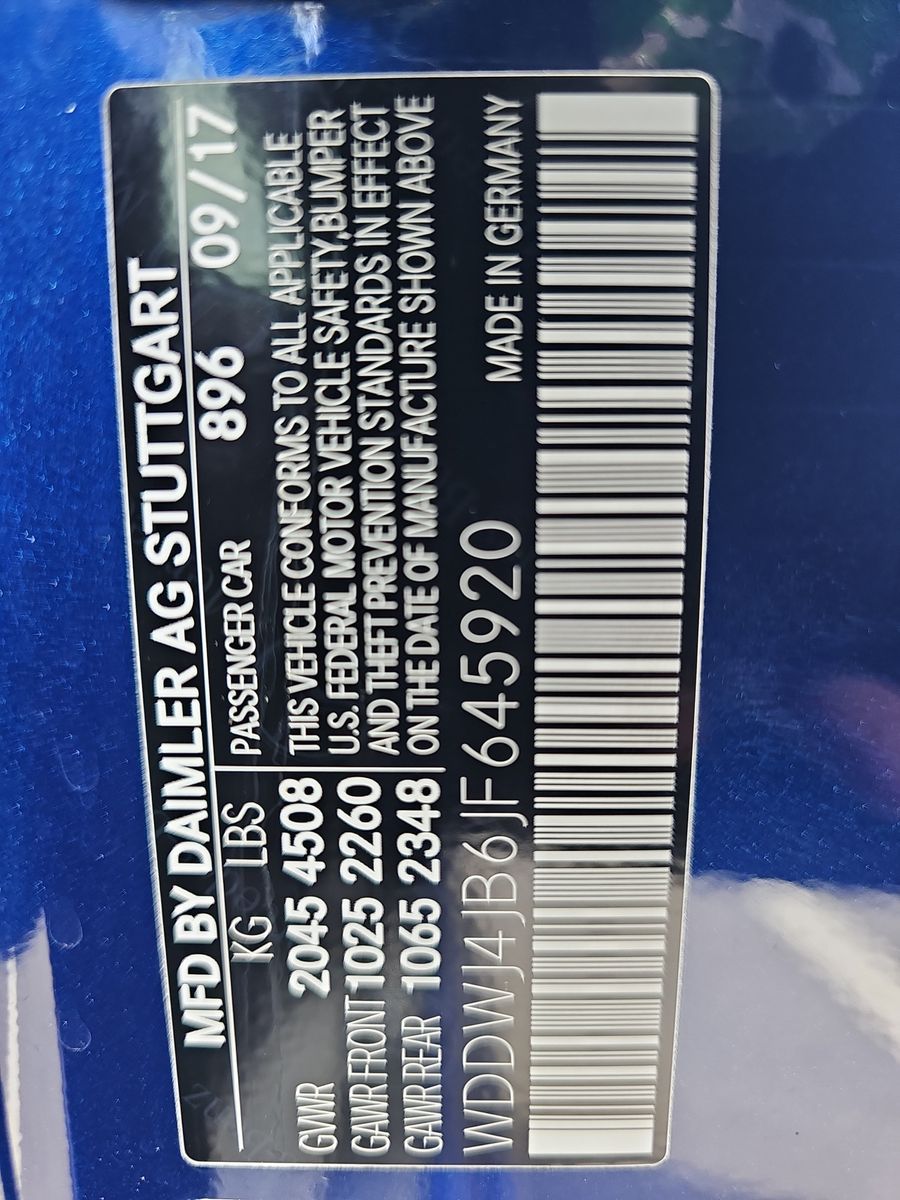 MFD BY DAIMLER AG STUTTGART
KG LBS PASSENGER CAR 896 09/17
GVWR 2045 4508 THIS VEHICLE CONFORMS TO ALL APPLICABLE
GAWR FRONT 1025 2260 U.S. FEDERAL MOTOR VEHICLE SAFETY,BUMPER
AND THEFT PREVENTION STANDARDS IN EFFECT
GAWR REAR 1065 2348 ON THE DATE OF MANUFACTURE SHOWN ABOVE
WDDWJ4JB6JF645920 MADE IN GERMANY